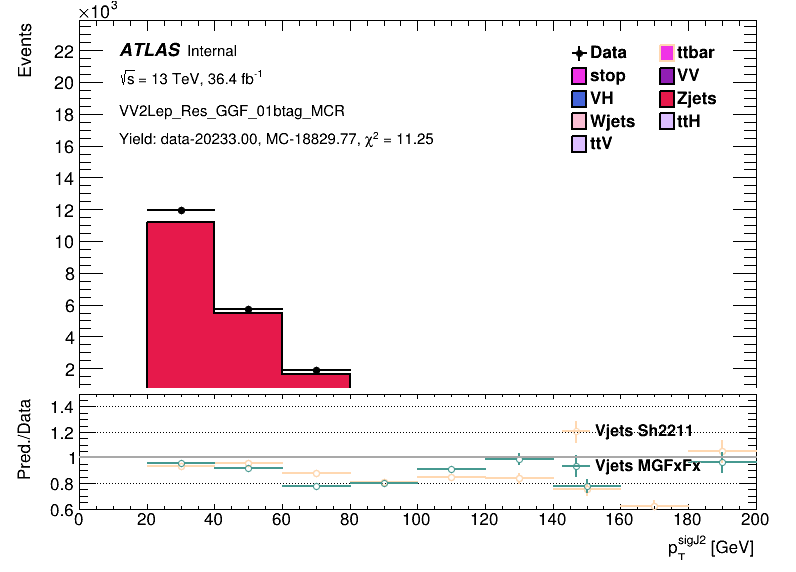 ×10³
Events
22
20
18
16
14
12
10
8
6
4
2
ATLAS Internal
√s = 13 TeV, 36.4 fb⁻¹
VV2Lep_Res_GGF_01btag_MCR
Yield: data-20233.00, MC-18829.77, χ² = 11.25
Data ttbar
stop VV
VH Zjets
Wjets ttH
ttV
Pred./Data
1.4
1.2
1
0.8
0.6
Vjets Sh2211
Vjets MGFxFx
0 20 40 60 80 100 120 140 160 180 200
p_T^sigJ2 [GeV]